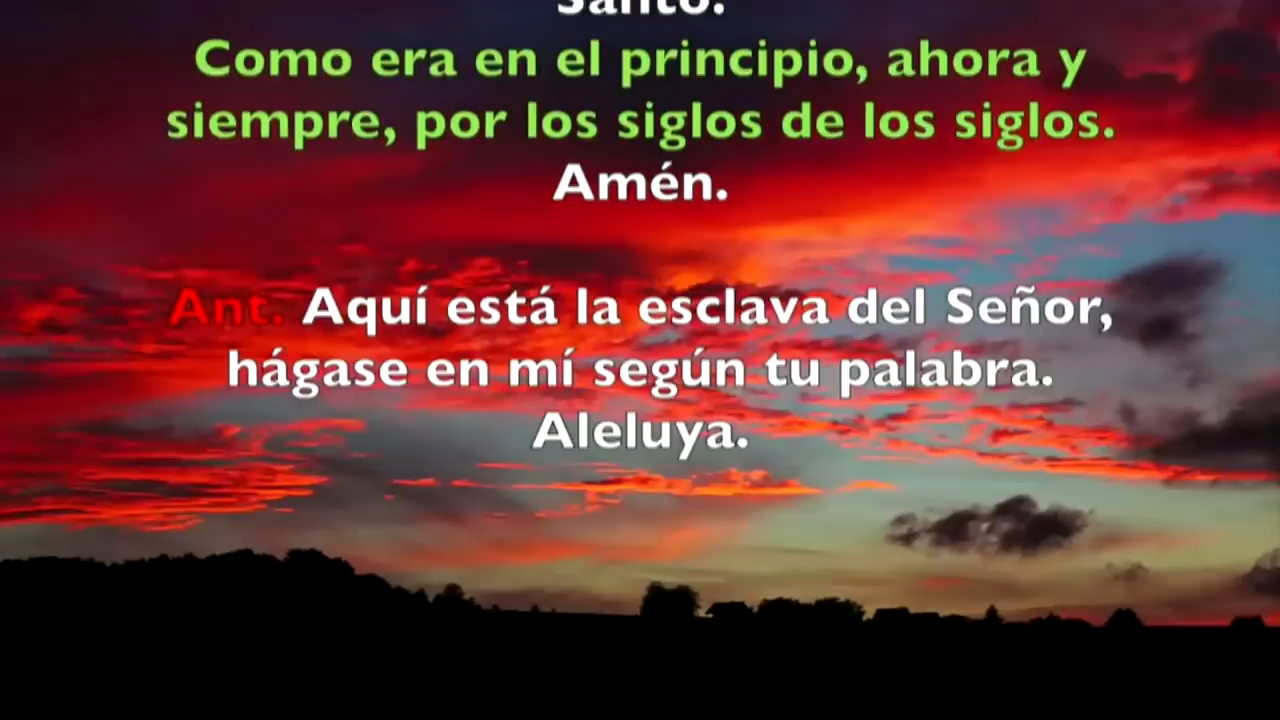 Santo.
Como era en el principio, ahora y
siempre, por los siglos de los siglos.
Amén.
Ant. Aquí está la esclava del Señor,
hágase en mí según tu palabra.
Aleluya.